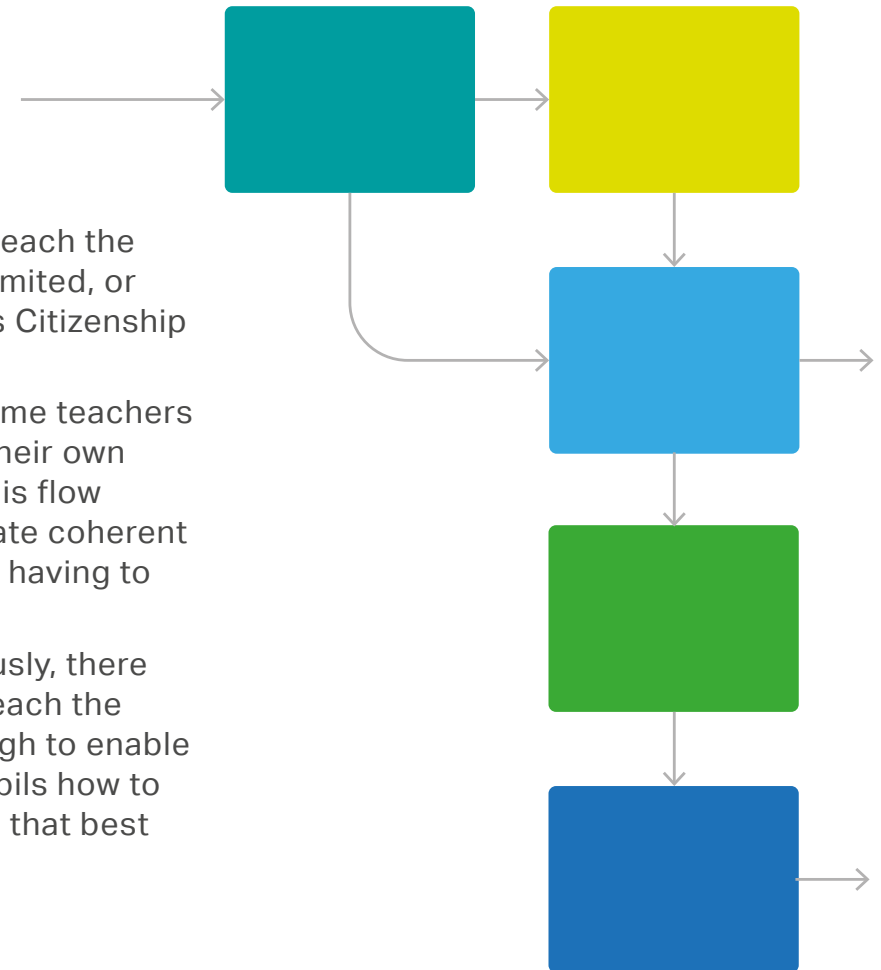 each the
mited, or
s Citizenship
me teachers
heir own
is flow
ate coherent
having to
usly, there
each the
gh to enable
pils how to
that best